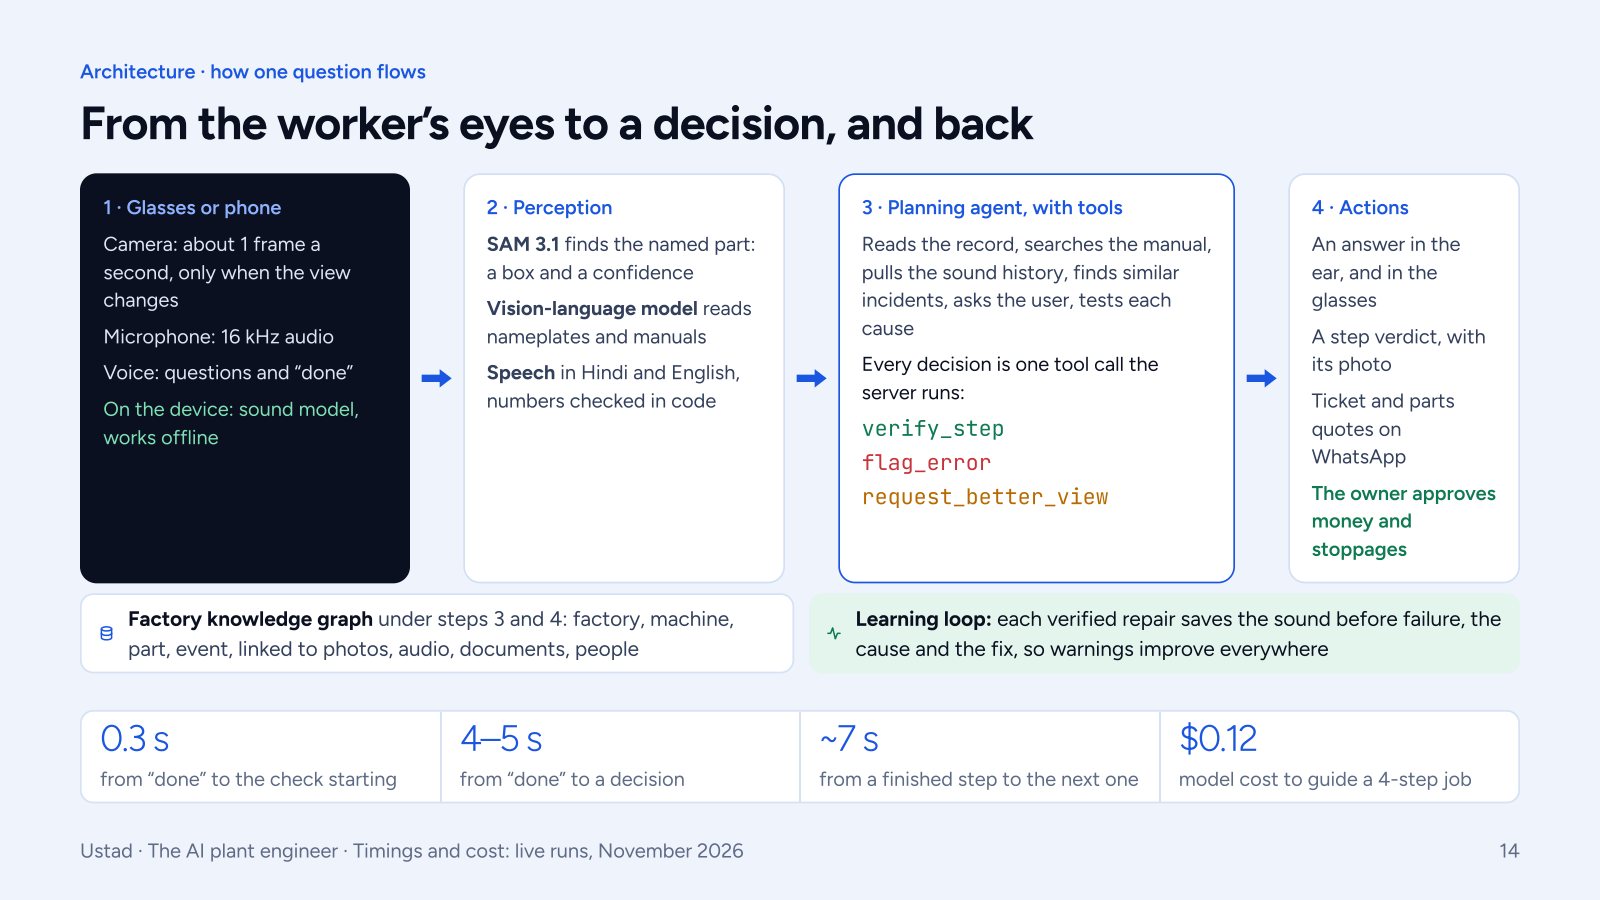 Architecture · how one question flows
From the worker’s eyes to a decision, and back
1 · Glasses or phone
Camera: about 1 frame a
second, only when the view
changes
Microphone: 16 kHz audio
Voice: questions and “done”
On the device: sound model,
works offline
2 · Perception
SAM 3.1 finds the named part:
a box and a confidence
Vision-language model reads
nameplates and manuals
Speech in Hindi and English,
numbers checked in code
3 · Planning agent, with tools
Reads the record, searches the manual,
pulls the sound history, finds similar
incidents, asks the user, tests each
cause
Every decision is one tool call the
server runs:
verify_step
flag_error
request_better_view
4 · Actions
An answer in the
ear, and in the
glasses
A step verdict, with
its photo
Ticket and parts
quotes on
WhatsApp
The owner approves
money and
stoppages
Factory knowledge graph under steps 3 and 4: factory, machine,
part, event, linked to photos, audio, documents, people
Learning loop: each verified repair saves the sound before failure, the
cause and the fix, so warnings improve everywhere
0.3 s
from “done” to the check starting
4–5 s
from “done” to a decision
~7 s
from a finished step to the next one
$0.12
model cost to guide a 4-step job
Ustad · The AI plant engineer · Timings and cost: live runs, November 2026
14